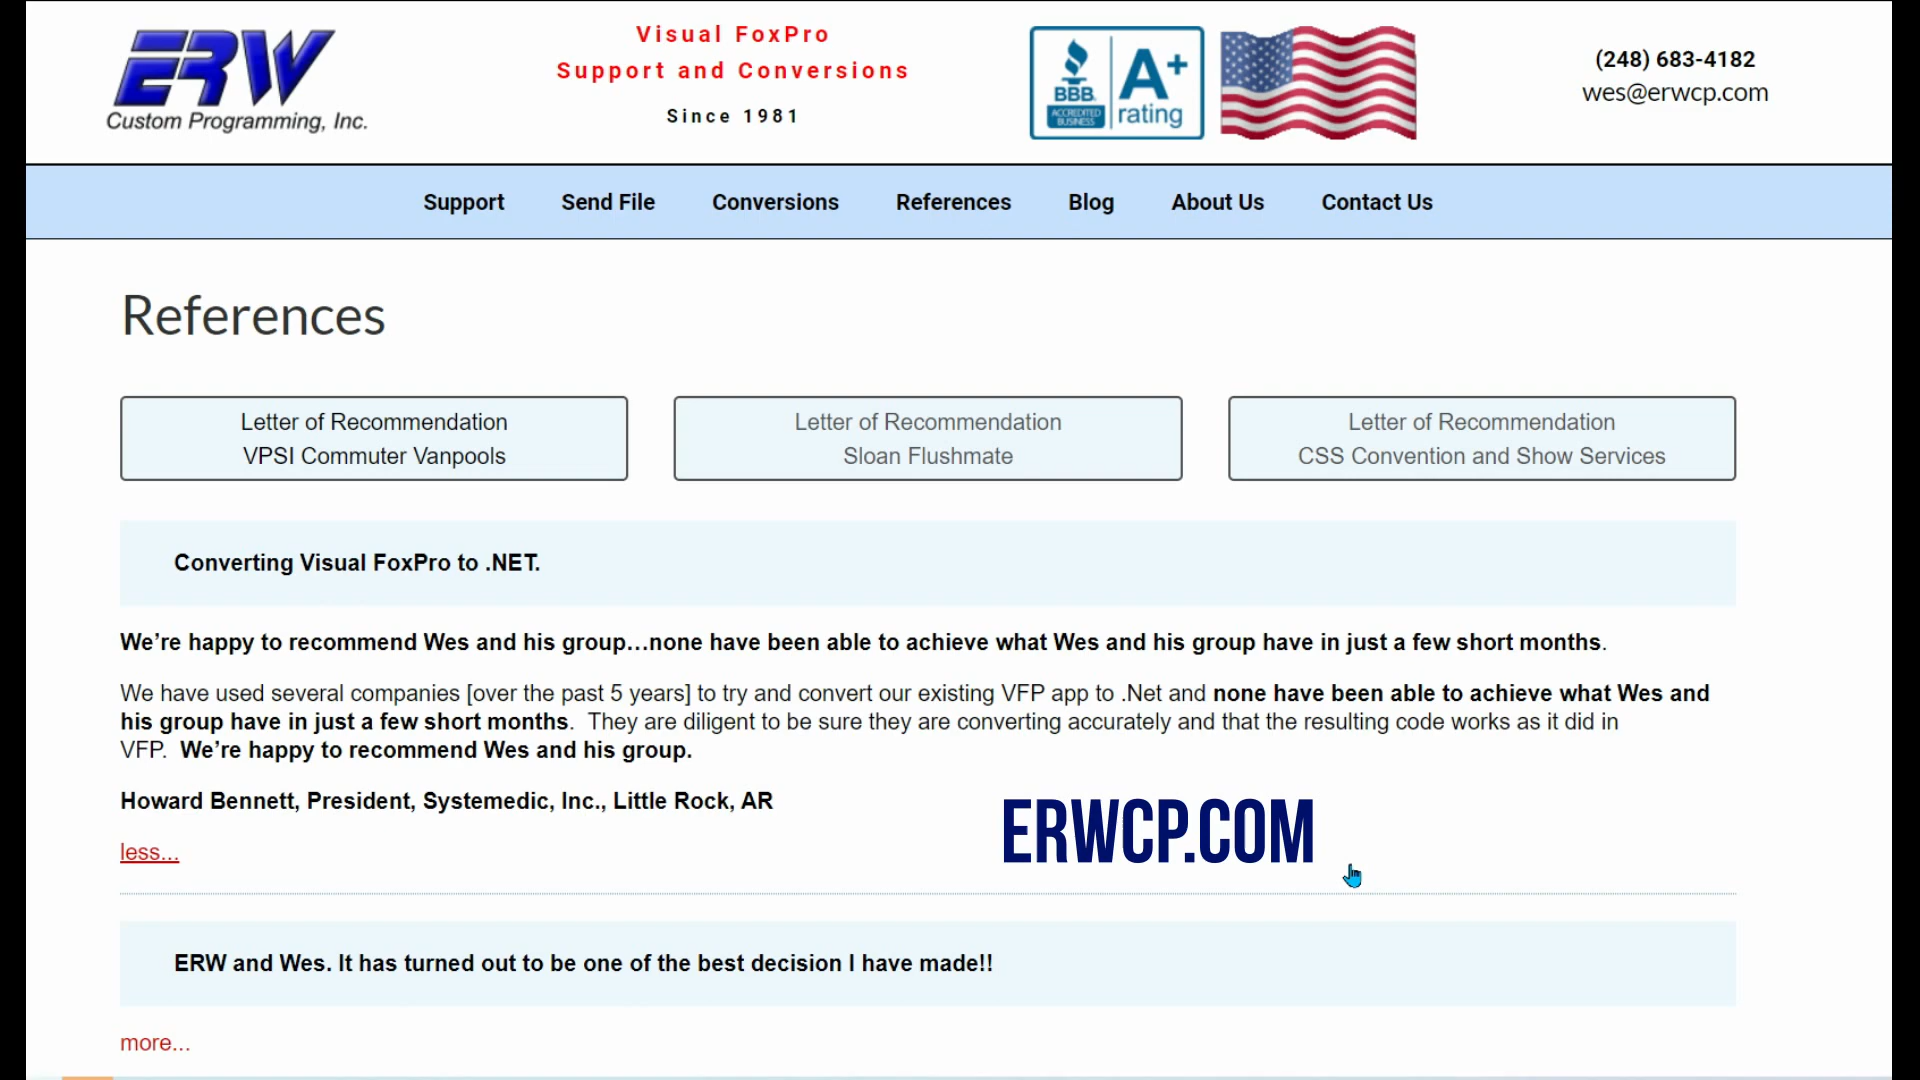 ERW
Custom Programming, Inc.
Visual FoxPro
Support and Conversions
Since 1981
BBB.
ACCREDITED
BUSINESS
A+
rating
(248) 683-4182
wes@erwcp.com
Support Send File Conversions References Blog About Us Contact Us
References
Letter of Recommendation
VPSI Commuter Vanpools
Letter of Recommendation
Sloan Flushmate
Letter of Recommendation
CSS Convention and Show Services
Converting Visual FoxPro to .NET.
We’re happy to recommend Wes and his group…none have been able to achieve what Wes and his group have in just a few short months.
We have used several companies [over the past 5 years] to try and convert our existing VFP app to .Net and none have been able to achieve what Wes and
his group have in just a few short months.  They are diligent to be sure they are converting accurately and that the resulting code works as it did in
VFP.  We’re happy to recommend Wes and his group.
Howard Bennett, President, Systemedic, Inc., Little Rock, AR
ERWCP.COM
less...
ERW and Wes. It has turned out to be one of the best decision I have made!!
more...